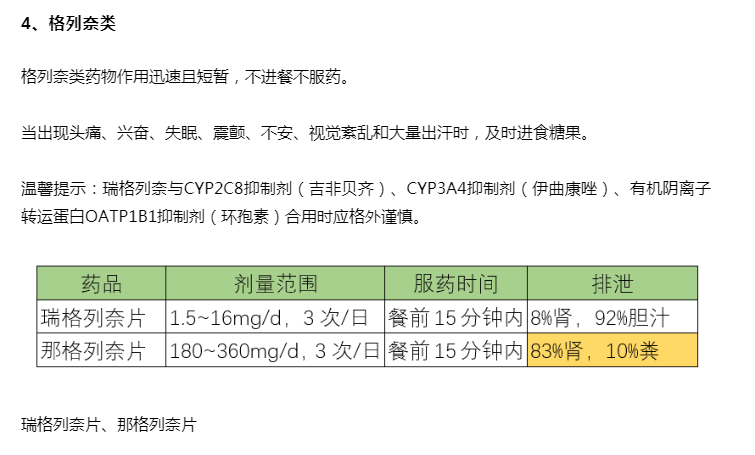 4、格列奈类
格列奈类药物作用迅速且短暂，不进餐不服药。
当出现头痛、兴奋、失眠、震颤、不安、视觉紊乱和大量出汗时，及时进食糖果。
温馨提示：瑞格列奈与CYP2C8抑制剂（吉非贝齐）、CYP3A4抑制剂（伊曲康唑）、有机阴离子
转运蛋白OATP1B1抑制剂（环孢素）合用时应格外谨慎。
药品 剂量范围 服药时间 排泄
瑞格列奈片 1.5~16mg/d，3 次/日 餐前 15 分钟内 8%肾，92%胆汁
那格列奈片 180~360mg/d，3 次/日 餐前 15 分钟内 83%肾，10%粪
瑞格列奈片、那格列奈片